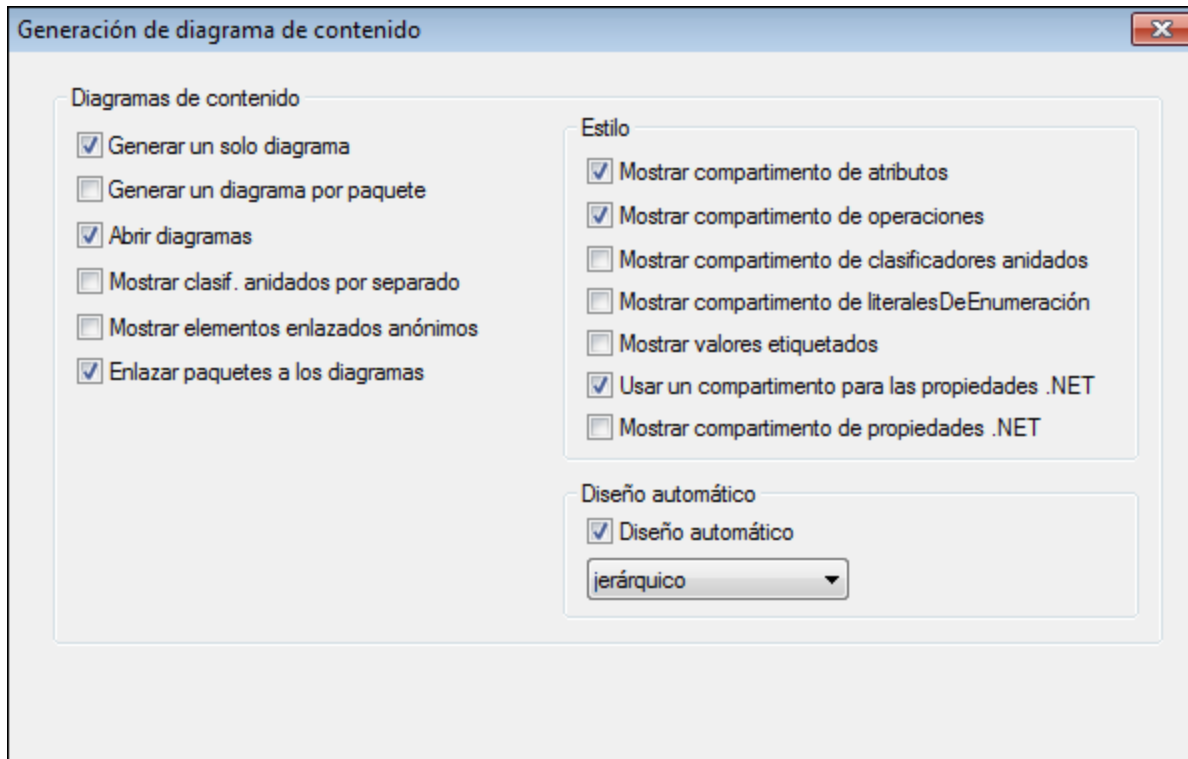 Generación de diagrama de contenido
Diagramas de contenido
Generar un solo diagrama
Generar un diagrama por paquete
Abrir diagramas
Mostrar clasif. anidados por separado
Mostrar elementos enlazados anónimos
Enlazar paquetes a los diagramas
Estilo
Mostrar compartimento de atributos
Mostrar compartimento de operaciones
Mostrar compartimento de clasificadores anidados
Mostrar compartimento de literalesDeEnumeración
Mostrar valores etiquetados
Usar un compartimento para las propiedades .NET
Mostrar compartimento de propiedades .NET
Diseño automático
Diseño automático
jerárquico